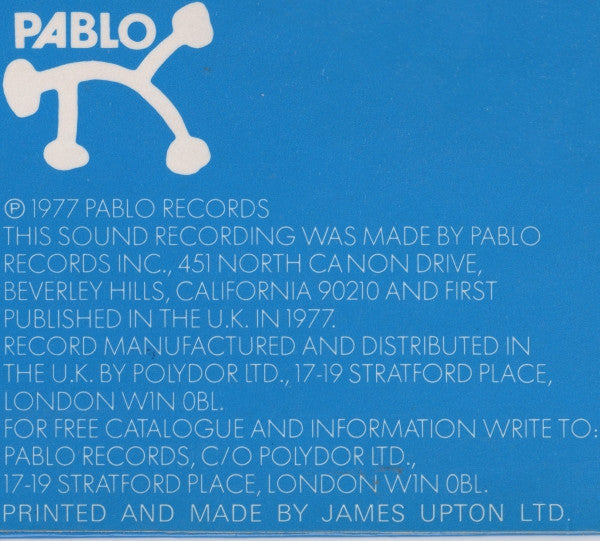 PABLO
℗ 1977 PABLO RECORDS
THIS SOUND RECORDING WAS MADE BY PABLO
RECORDS INC., 451 NORTH CANON DRIVE,
BEVERLEY HILLS, CALIFORNIA 90210 AND FIRST
PUBLISHED IN THE U.K. IN 1977.
RECORD MANUFACTURED AND DISTRIBUTED IN
THE U.K. BY POLYDOR LTD., 17-19 STRATFORD PLACE,
LONDON W1N 0BL.
FOR FREE CATALOGUE AND INFORMATION WRITE TO:
PABLO RECORDS, C/O POLYDOR LTD.,
17-19 STRATFORD PLACE, LONDON W1N 0BL.
PRINTED AND MADE BY JAMES UPTON LTD.